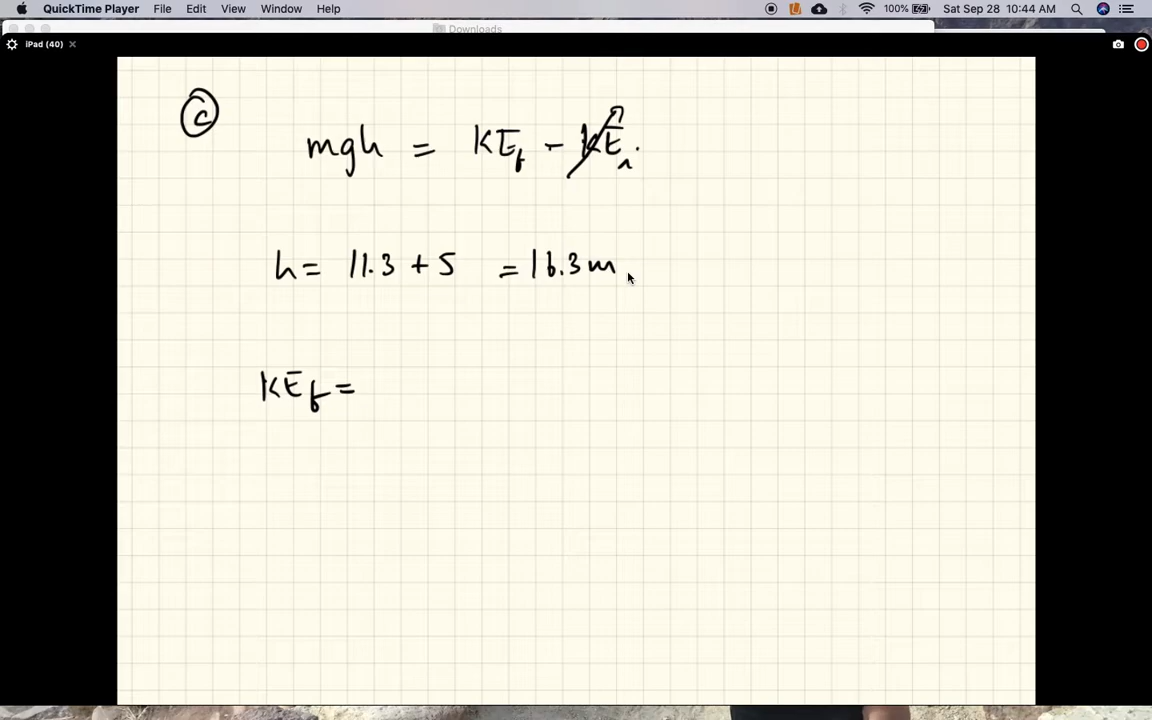 QuickTime Player File Edit View Window Help 100% Sat Sep 28 10:44 AM
Downloads
iPad (40)
c
mgh = KEf - KEi.
h = 11.3 + 5 = 16.3 m
KEf =